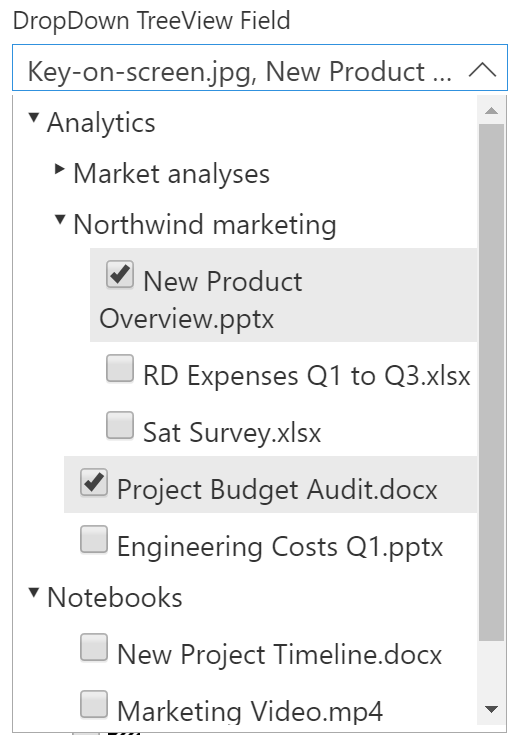 DropDown TreeView Field
Key-on-screen.jpg, New Product ...
Analytics
Market analyses
Northwind marketing
New Product
Overview.pptx
RD Expenses Q1 to Q3.xlsx
Sat Survey.xlsx
Project Budget Audit.docx
Engineering Costs Q1.pptx
Notebooks
New Project Timeline.docx
Marketing Video.mp4